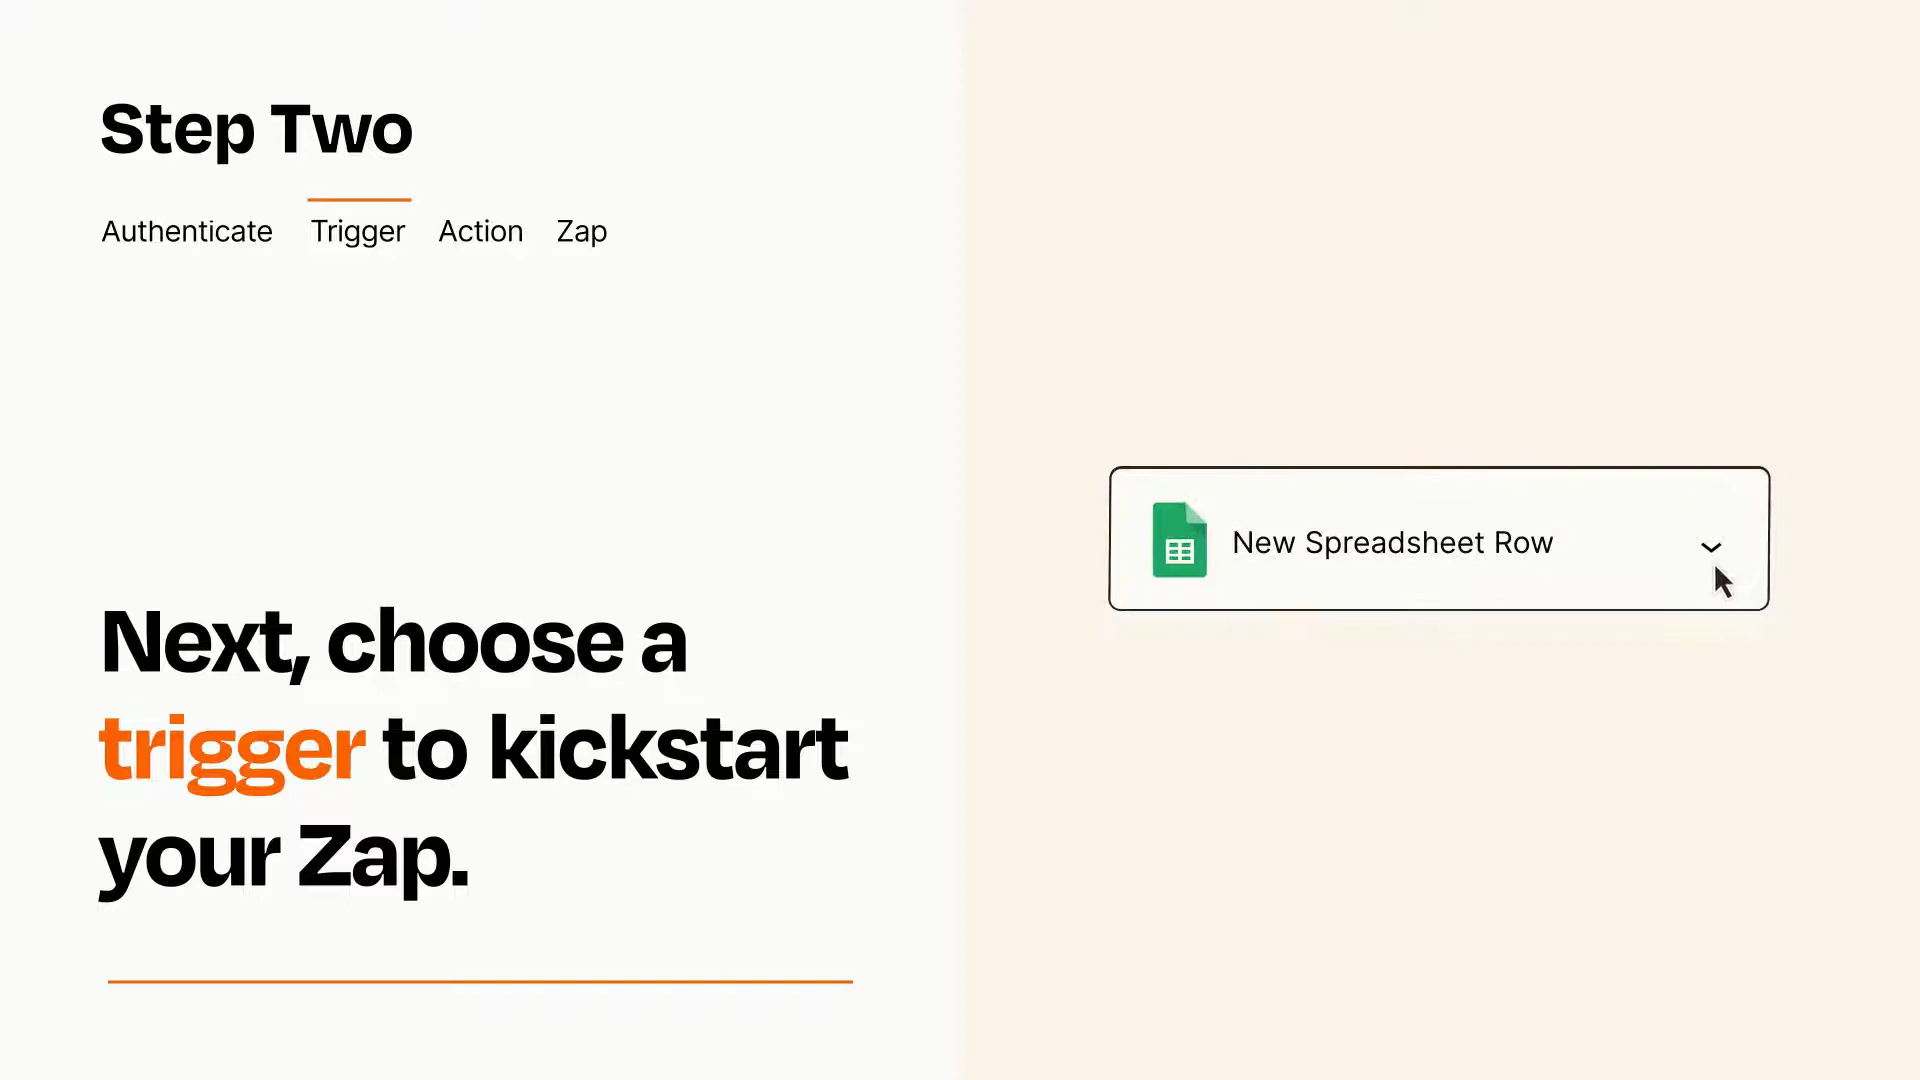 Step Two
Authenticate Trigger Action Zap
Next, choose a
trigger to kickstart
your Zap.
New Spreadsheet Row